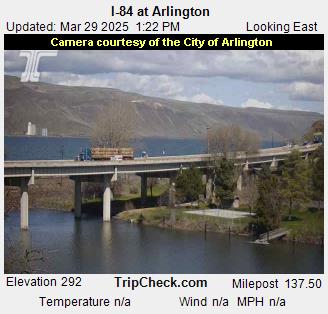 I-84 at Arlington
Updated: Mar 29 2025 1:22 PM Looking East
Camera courtesy of the City of Arlington
Elevation 292 TripCheck.com Milepost 137.50
Temperature n/a Wind n/a MPH n/a